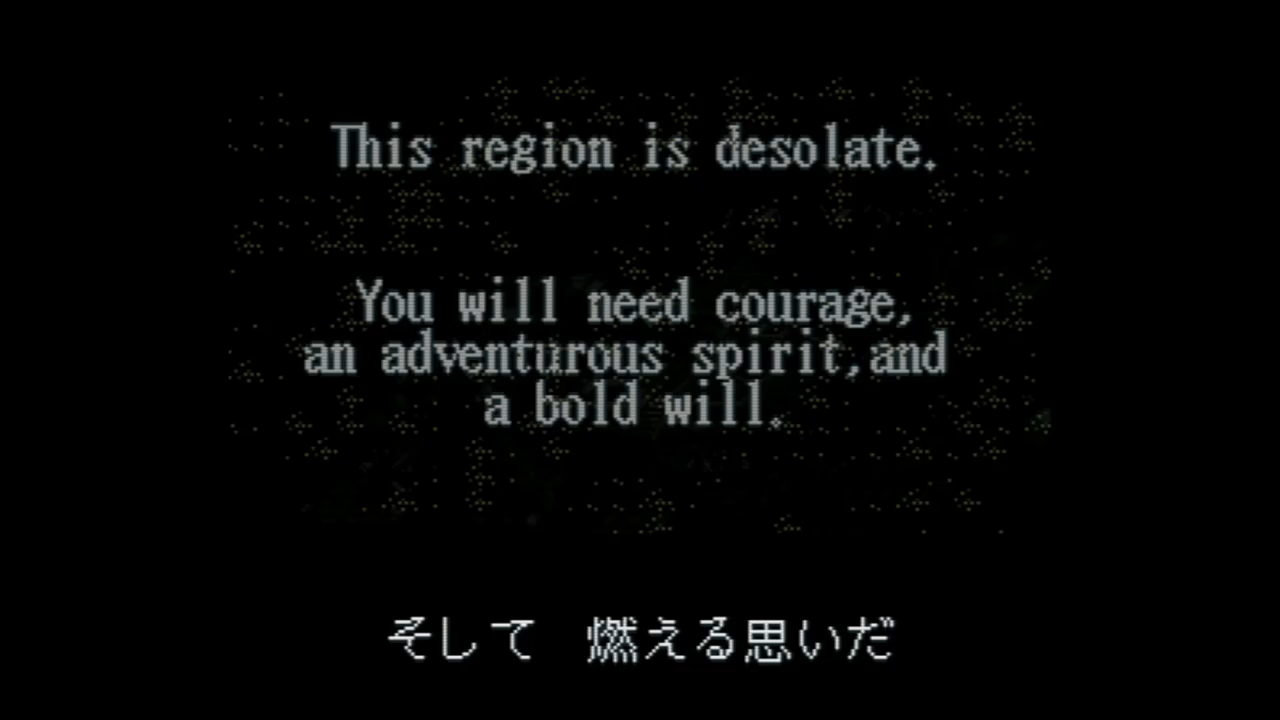 This region is desolate.
You will need courage,
an adventurous spirit,and
a bold will.
そして　燃える思いだ